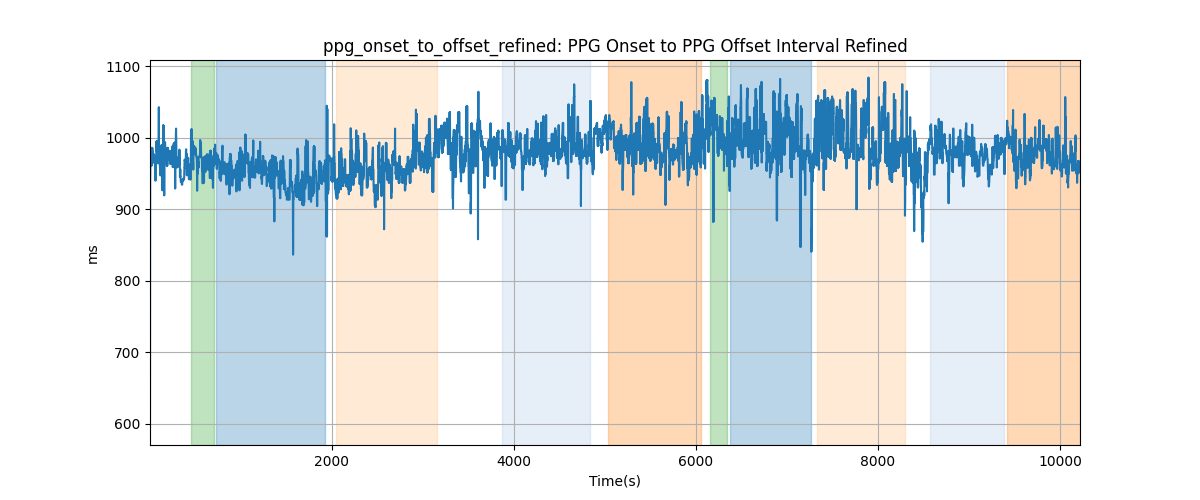 ppg_onset_to_offset_refined: PPG Onset to PPG Offset Interval Refined
1100
1000
900
800
700
600
ms
2000 4000 6000 8000 10000
Time(s)